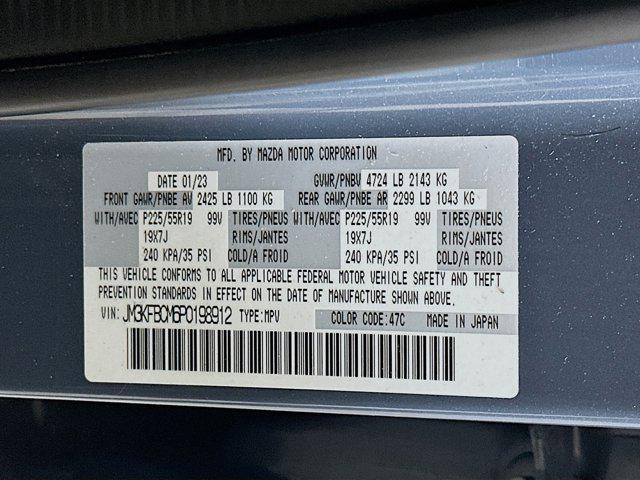 MFD. BY MAZDA MOTOR CORPORATION
DATE 01/23 GVWR/PNBV 4724 LB 2143 KG
FRONT GAWR/PNBE AV 2425 LB 1100 KG REAR GAWR/PNBE AR 2299 LB 1043 KG
WITH/AVEC P225/55R19 99V TIRES/PNEUS WITH/AVEC P225/55R19 99V TIRES/PNEUS
19X7J RIMS/JANTES 19X7J RIMS/JANTES
240 KPA/35 PSI COLD/A FROID 240 KPA/35 PSI COLD/A FROID
THIS VEHICLE CONFORMS TO ALL APPLICABLE FEDERAL MOTOR VEHICLE SAFETY AND THEFT
PREVENTION STANDARDS IN EFFECT ON THE DATE OF MANUFACTURE SHOWN ABOVE.
VIN: JM3KFBCM6P0198912 TYPE:MPV COLOR CODE:47C MADE IN JAPAN